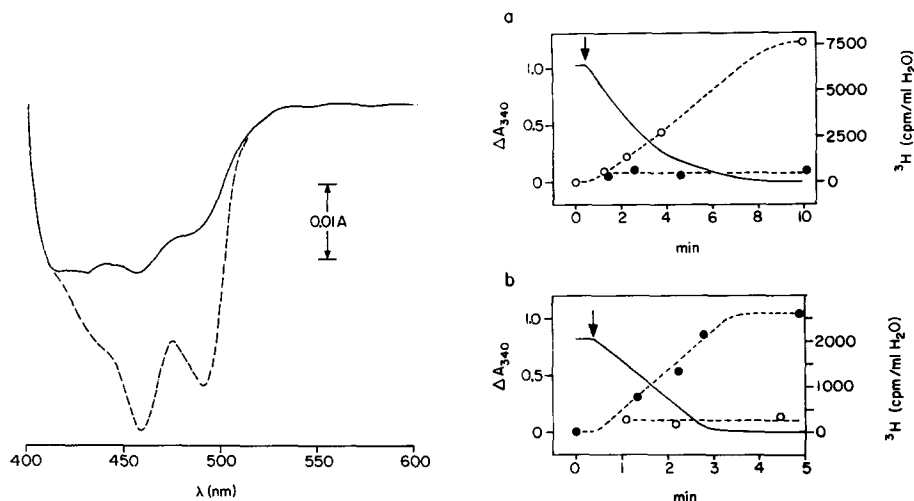 0.01 A
400 450 500 550 600
λ (nm)
a
1.0
0.5
0
ΔA340
7500
5000
2500
0
³H (cpm/ml H₂O)
0 2 4 6 8 10
min
b
1.0
0.5
0
ΔA340
2000
1000
0
³H (cpm/ml H₂O)
0 1 2 3 4 5
min